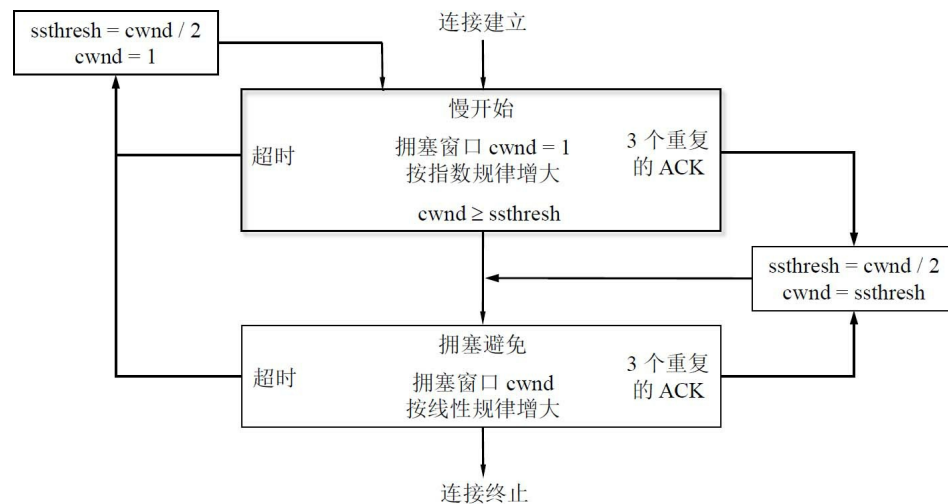 ssthresh = cwnd / 2
cwnd = 1
连接建立
慢开始
超时
拥塞窗口 cwnd = 1
按指数规律增大
3 个重复
的 ACK
cwnd ≥ ssthresh
ssthresh = cwnd / 2
cwnd = ssthresh
拥塞避免
超时
拥塞窗口 cwnd
按线性规律增大
3 个重复
的 ACK
连接终止